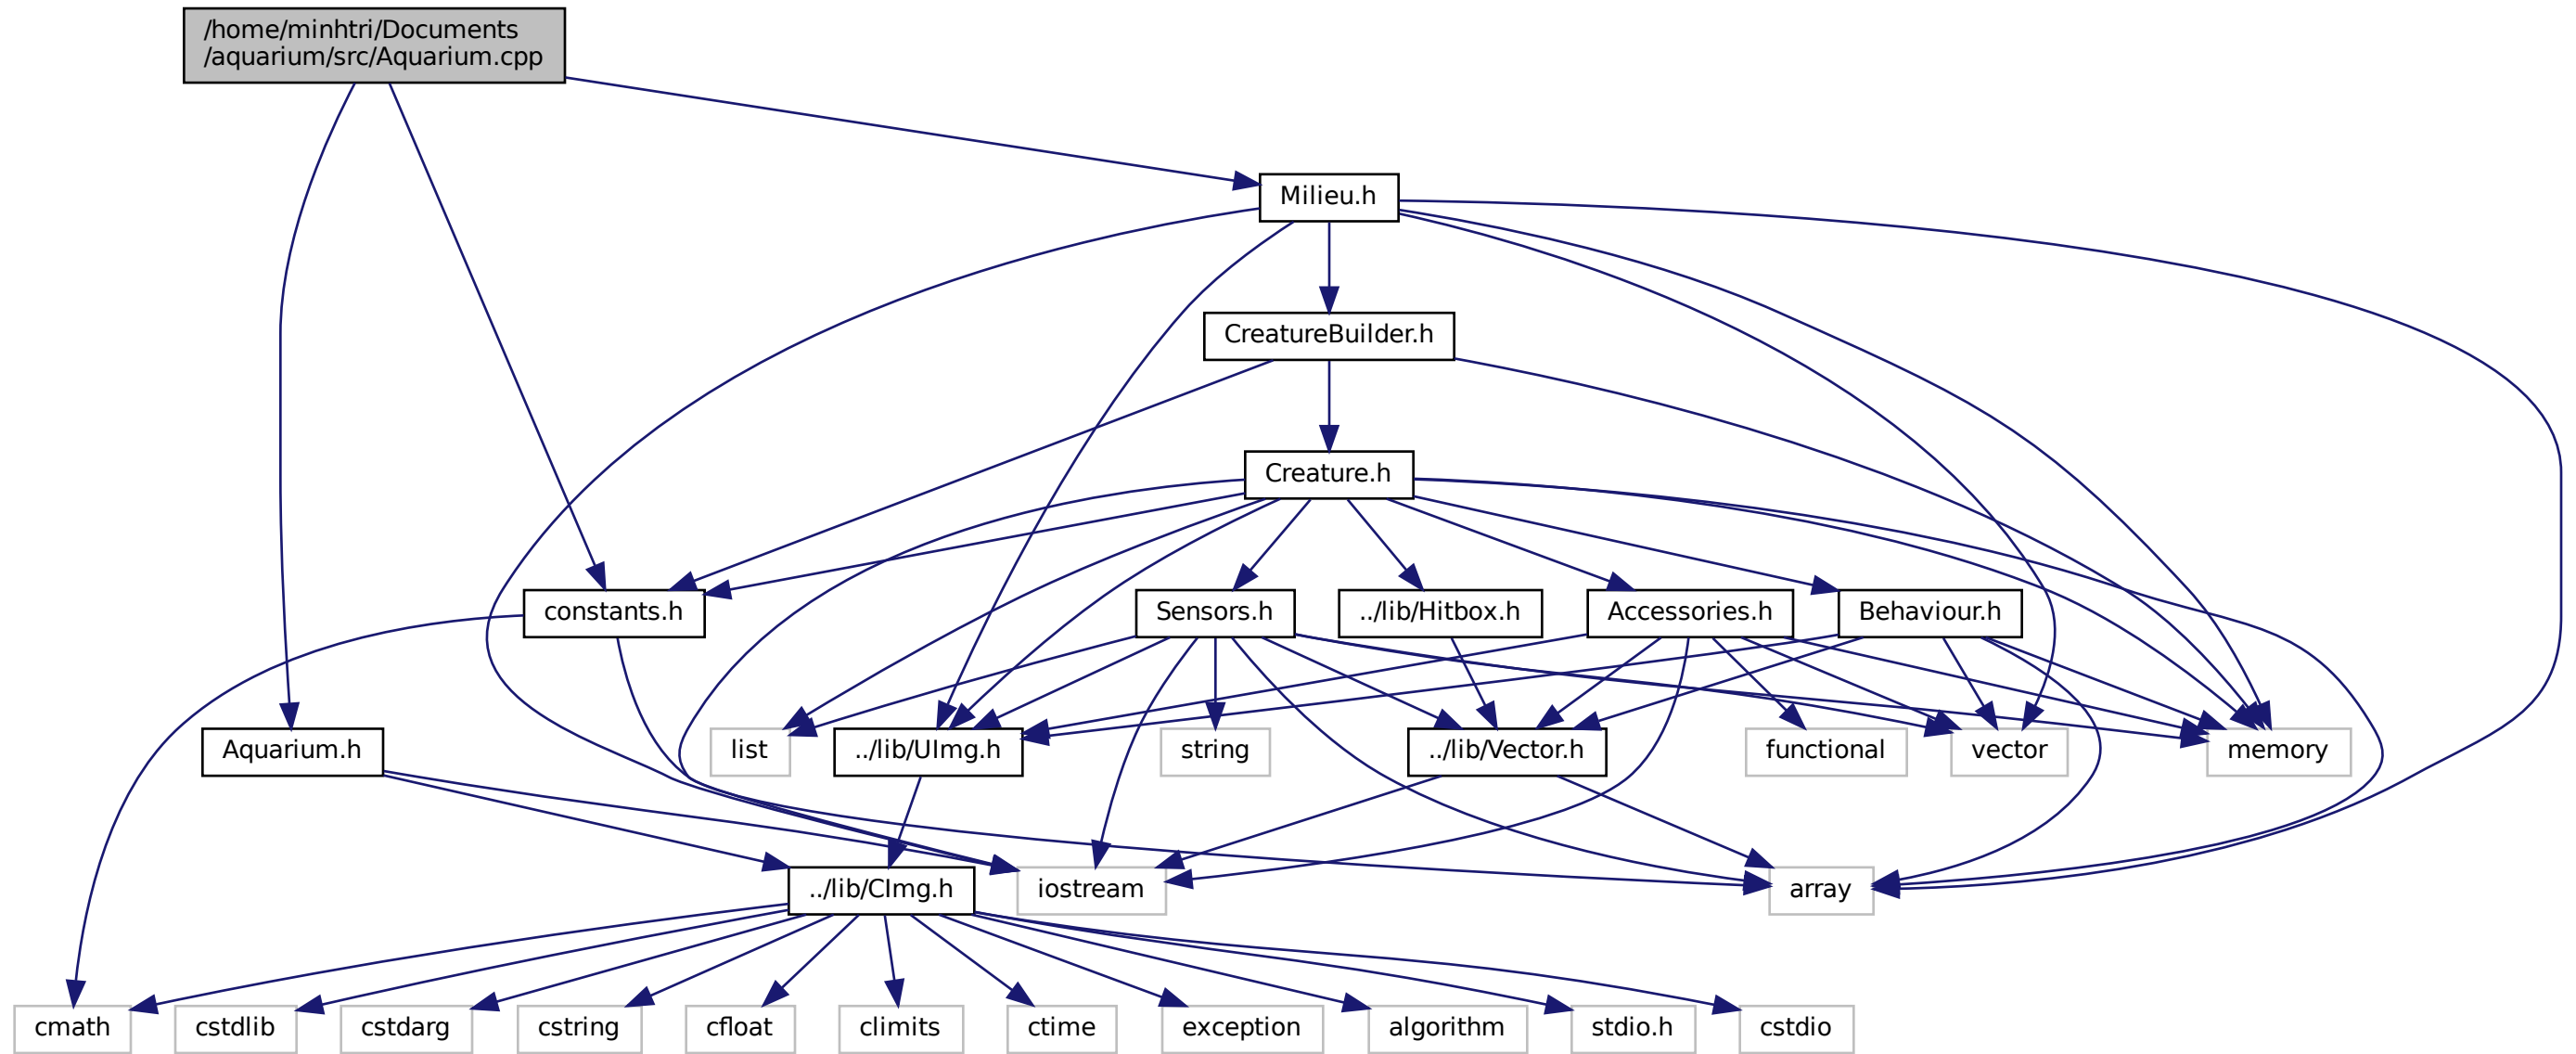 /home/minhtri/Documents
/aquarium/src/Aquarium.cpp
Milieu.h
CreatureBuilder.h
Creature.h
constants.h
Sensors.h
../lib/Hitbox.h
Accessories.h
Behaviour.h
Aquarium.h
list
../lib/UImg.h
string
../lib/Vector.h
functional
vector
memory
../lib/CImg.h
iostream
array
cmath
cstdlib
cstdarg
cstring
cfloat
climits
ctime
exception
algorithm
stdio.h
cstdio